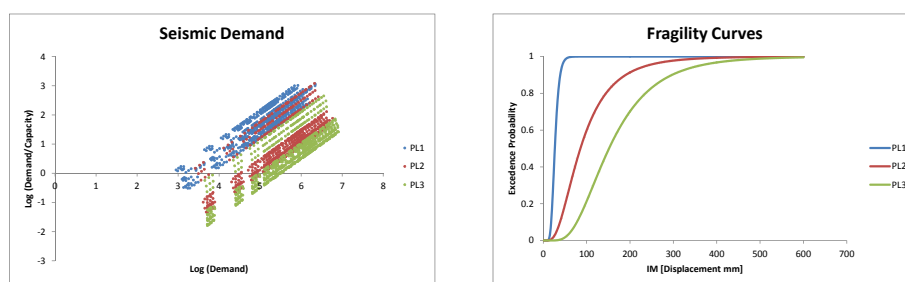 Seismic Demand
4
3
2
1
0
-1
-2
-3
0 1 2 3 4 5 6 7 8
Log (Demand/Capacity)
Log (Demand)
PL1
PL2
PL3
Fragility Curves
1
0.8
0.6
0.4
0.2
0
0 100 200 300 400 500 600 700
Excedence Probability
IM [Displacement mm]
PL1
PL2
PL3